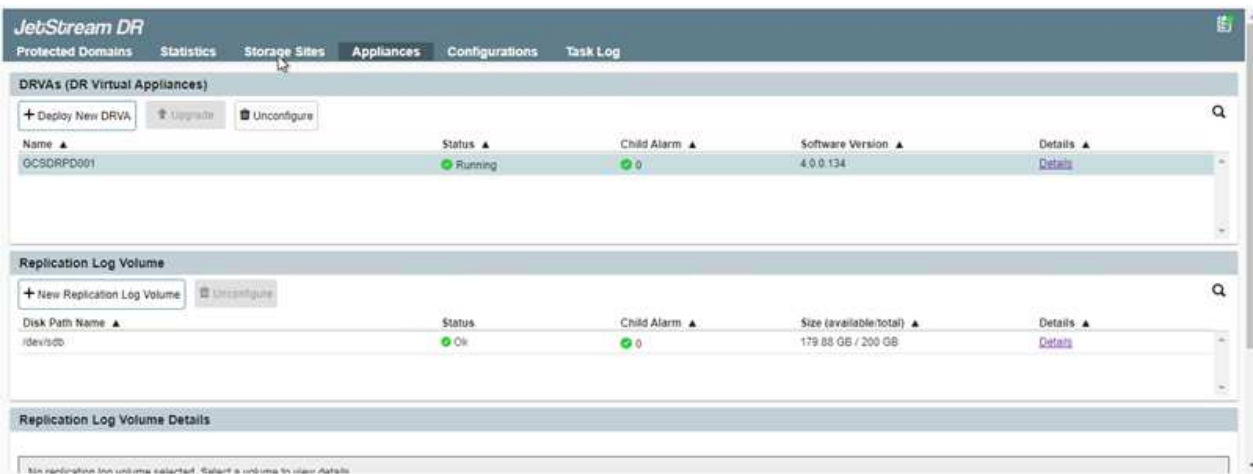 JetStream DR
Protected Domains Statistics Storage Sites Appliances Configurations Task Log
DRVAs (DR Virtual Appliances)
+ Deploy New DRVA Upgrade Unconfigure
Name ▲ Status ▲ Child Alarm ▲ Software Version ▲ Details ▲
GCSDRPD001 Running 0 4.0.0.134 Details
Replication Log Volume
+ New Replication Log Volume Unconfigure
Disk Path Name ▲ Status Child Alarm ▲ Size (available/total) ▲ Details ▲
/dev/sdb Ok 0 179.88 GB / 200 GB Details
Replication Log Volume Details
No replication log volume selected. Select a volume to view details.